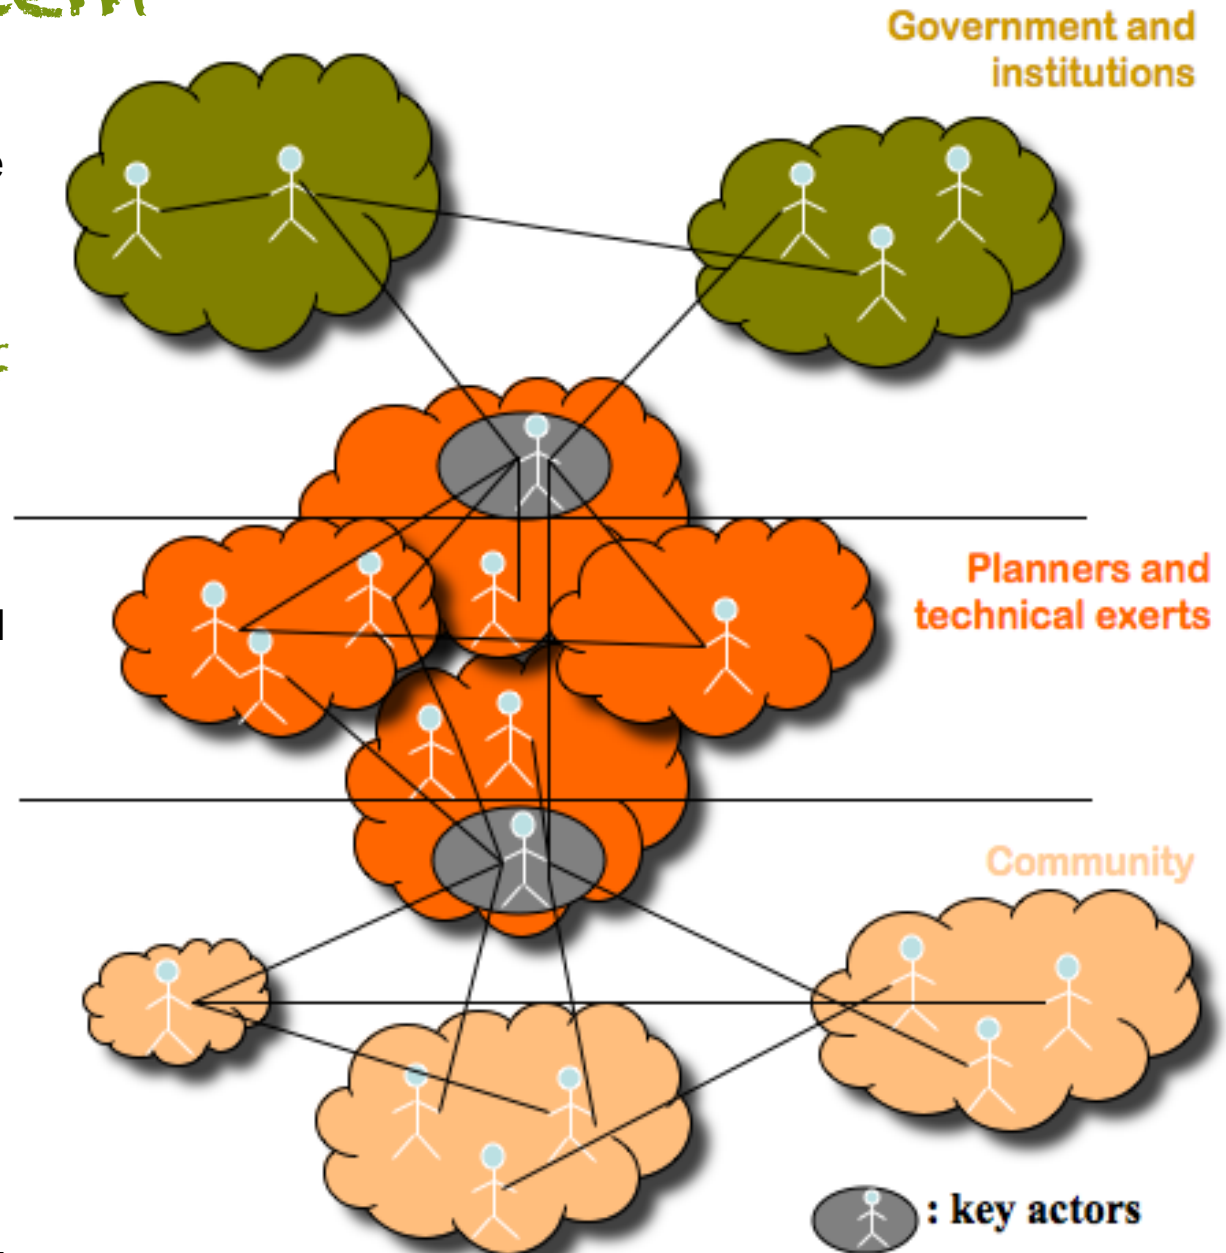 Government and
institutions
Planners and
technical exerts
Community
: key actors